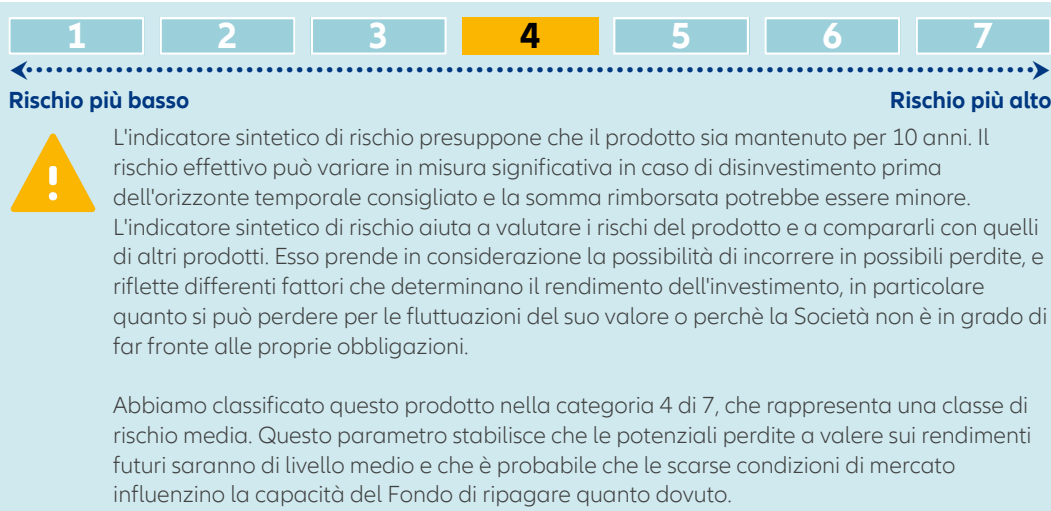 1 2 3 4 5 6 7
Rischio più basso Rischio più alto
L'indicatore sintetico di rischio presuppone che il prodotto sia mantenuto per 10 anni. Il
rischio effettivo può variare in misura significativa in caso di disinvestimento prima
dell'orizzonte temporale consigliato e la somma rimborsata potrebbe essere minore.
L'indicatore sintetico di rischio aiuta a valutare i rischi del prodotto e a compararli con quelli
di altri prodotti. Esso prende in considerazione la possibilità di incorrere in possibili perdite, e
riflette differenti fattori che determinano il rendimento dell'investimento, in particolare
quanto si può perdere per le fluttuazioni del suo valore o perchè la Società non è in grado di
far fronte alle proprie obbligazioni.
Abbiamo classificato questo prodotto nella categoria 4 di 7, che rappresenta una classe di
rischio media. Questo parametro stabilisce che le potenziali perdite a valere sui rendimenti
futuri saranno di livello medio e che è probabile che le scarse condizioni di mercato
influenzino la capacità del Fondo di ripagare quanto dovuto.